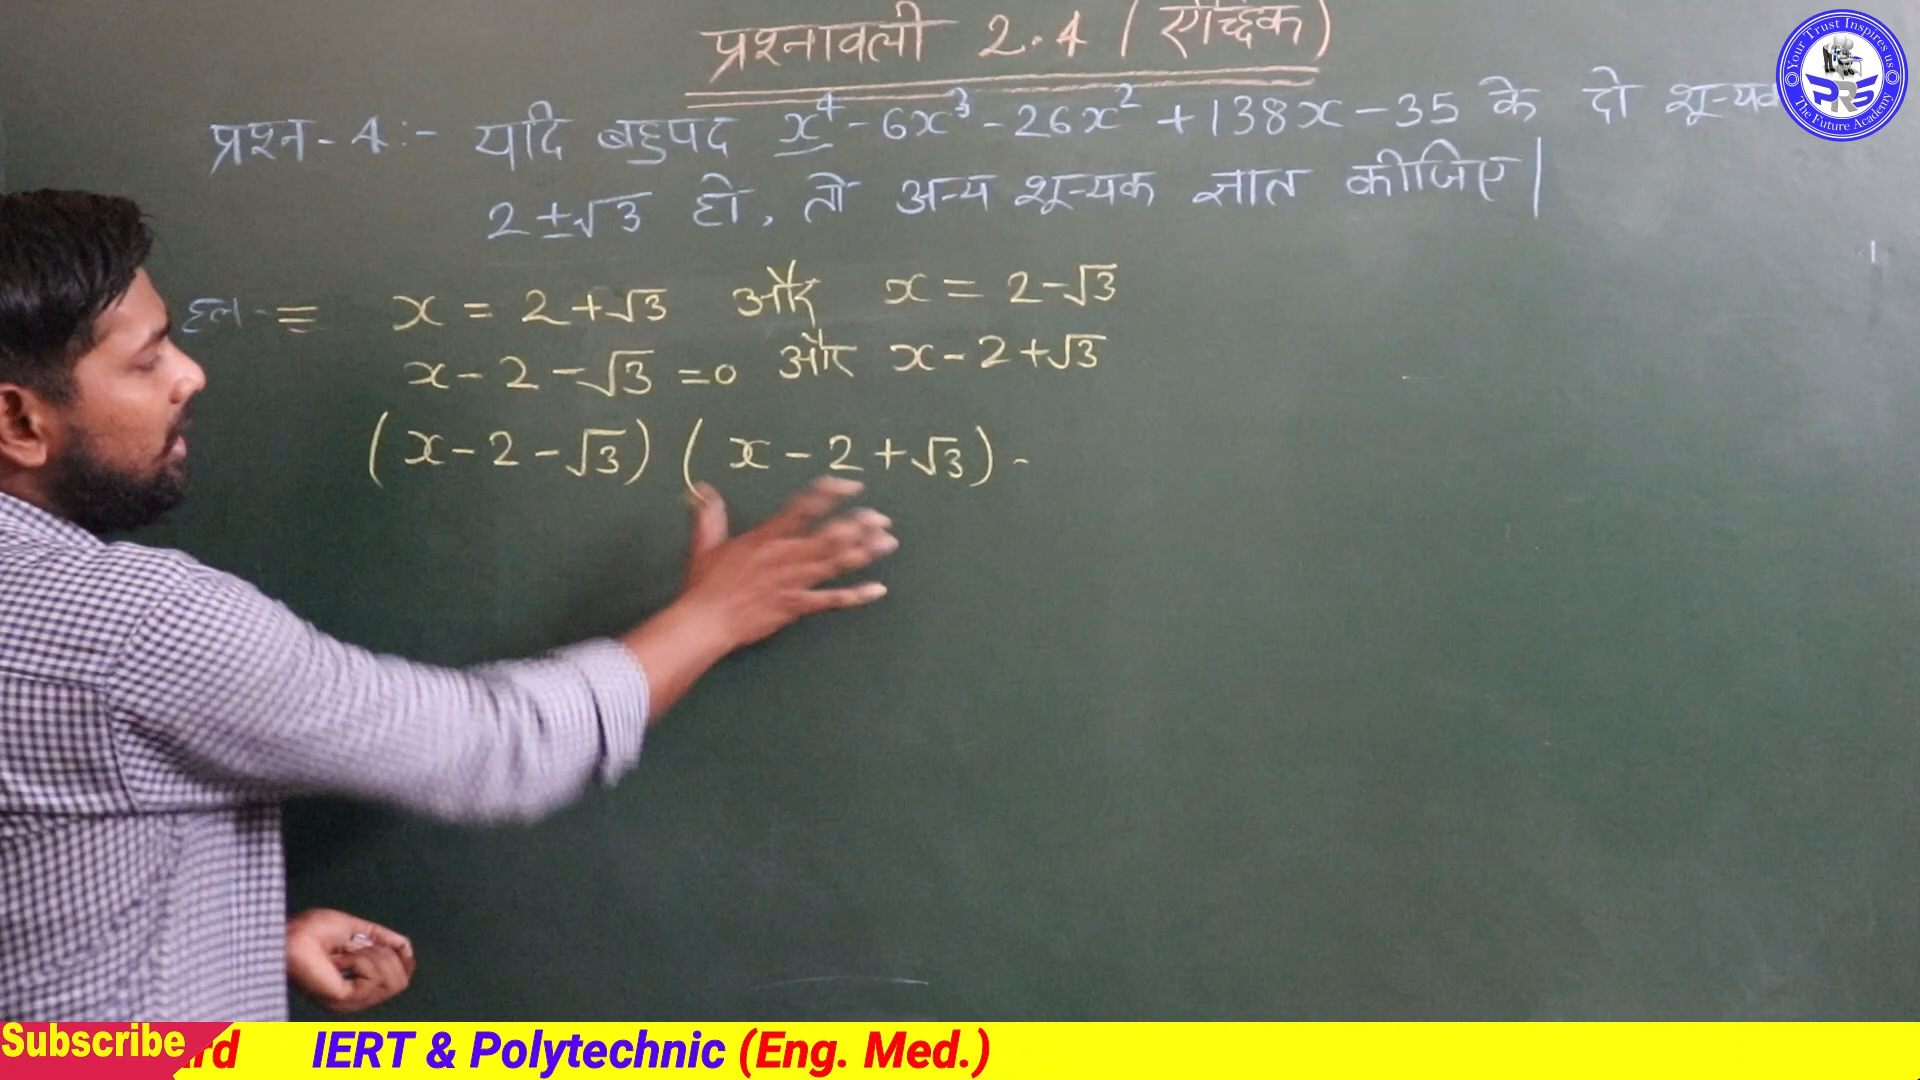 प्रश्नावली 2.4 (ऐच्छिक)
प्रश्न-4:- यदि बहुपद x⁴-6x³-26x²+138x-35 के दो शून्यक
2±√3 हो, तो अन्य शून्यक ज्ञात कीजिए|
हल-= x = 2+√3 और x = 2-√3
x-2-√3=0 और x-2+√3
(x-2-√3) (x-2+√3)-
Your Trust Inspires us
PRS
The Future Academy
Subscribe rd IERT & Polytechnic (Eng. Med.)